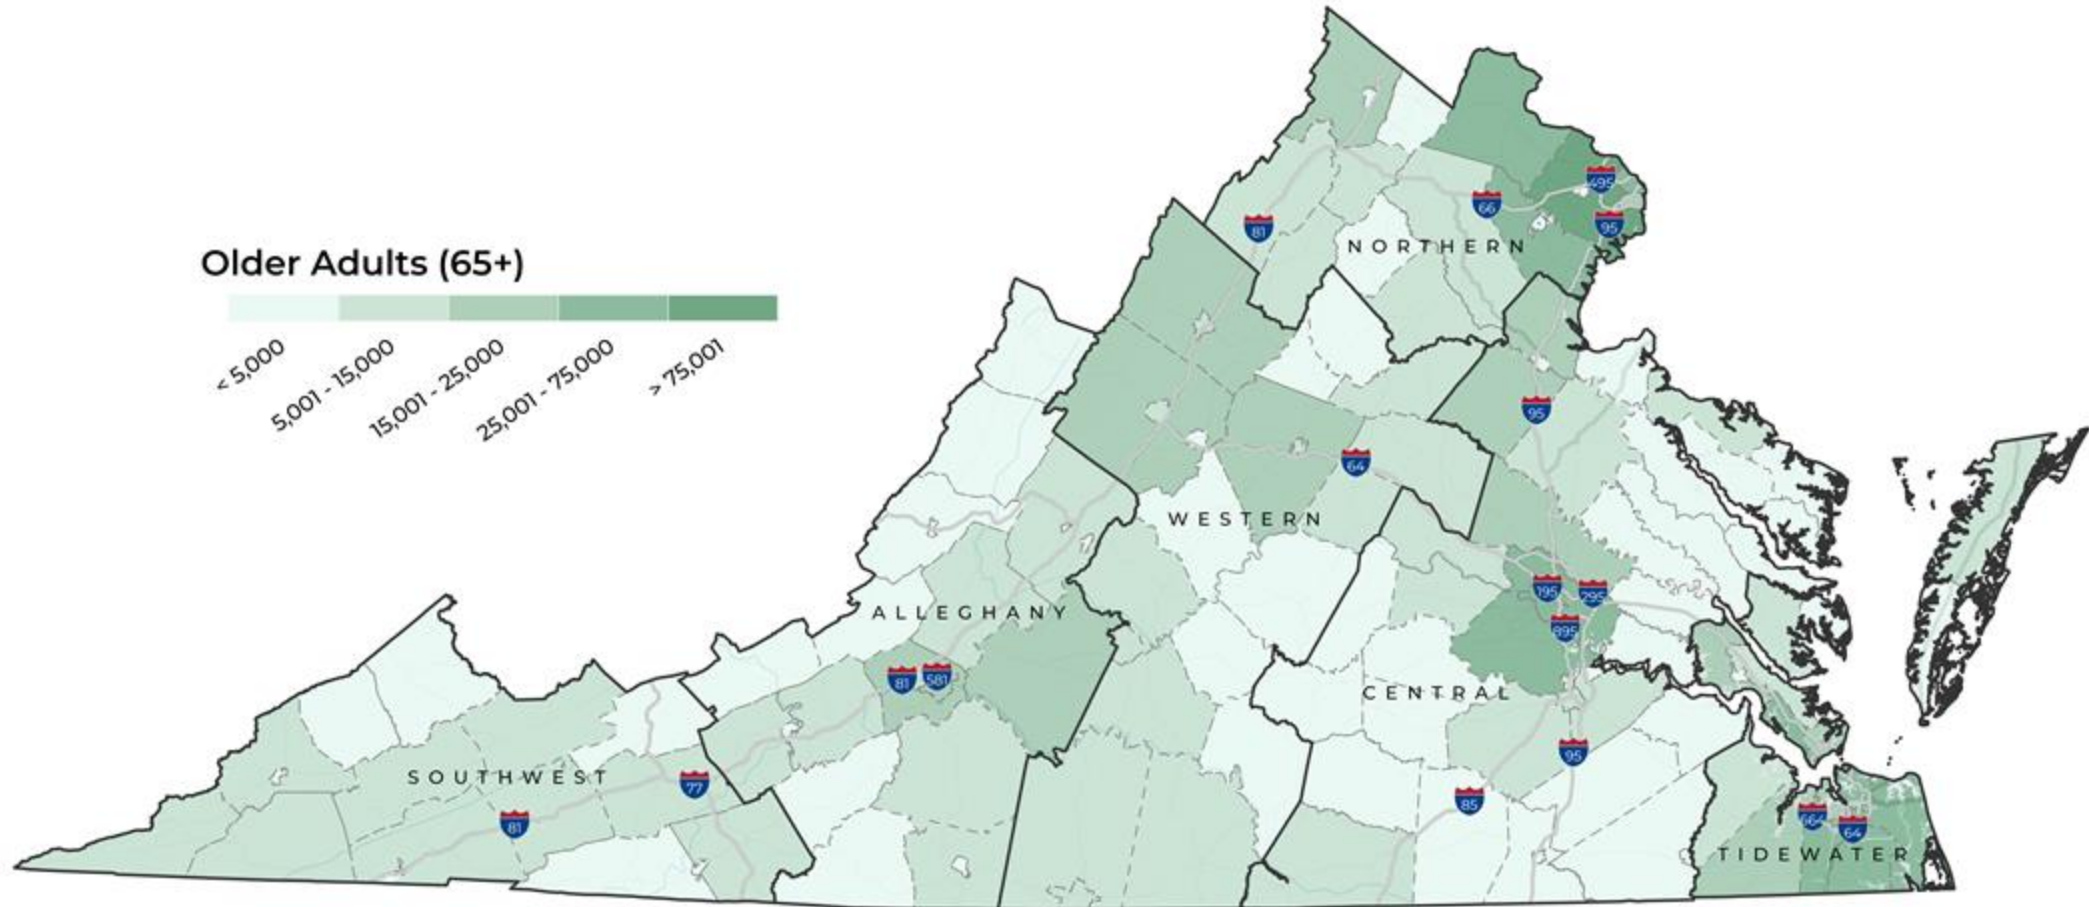 Older Adults (65+)
< 5,000
5,001 - 15,000
15,001 - 25,000
25,001 - 75,000
> 75,001
495
66
95
81
NORTHERN
95
64
WESTERN
195
295
895
ALLEGHANY
81
581
CENTRAL
95
SOUTHWEST
77
85
81
664
64
TIDEWATER